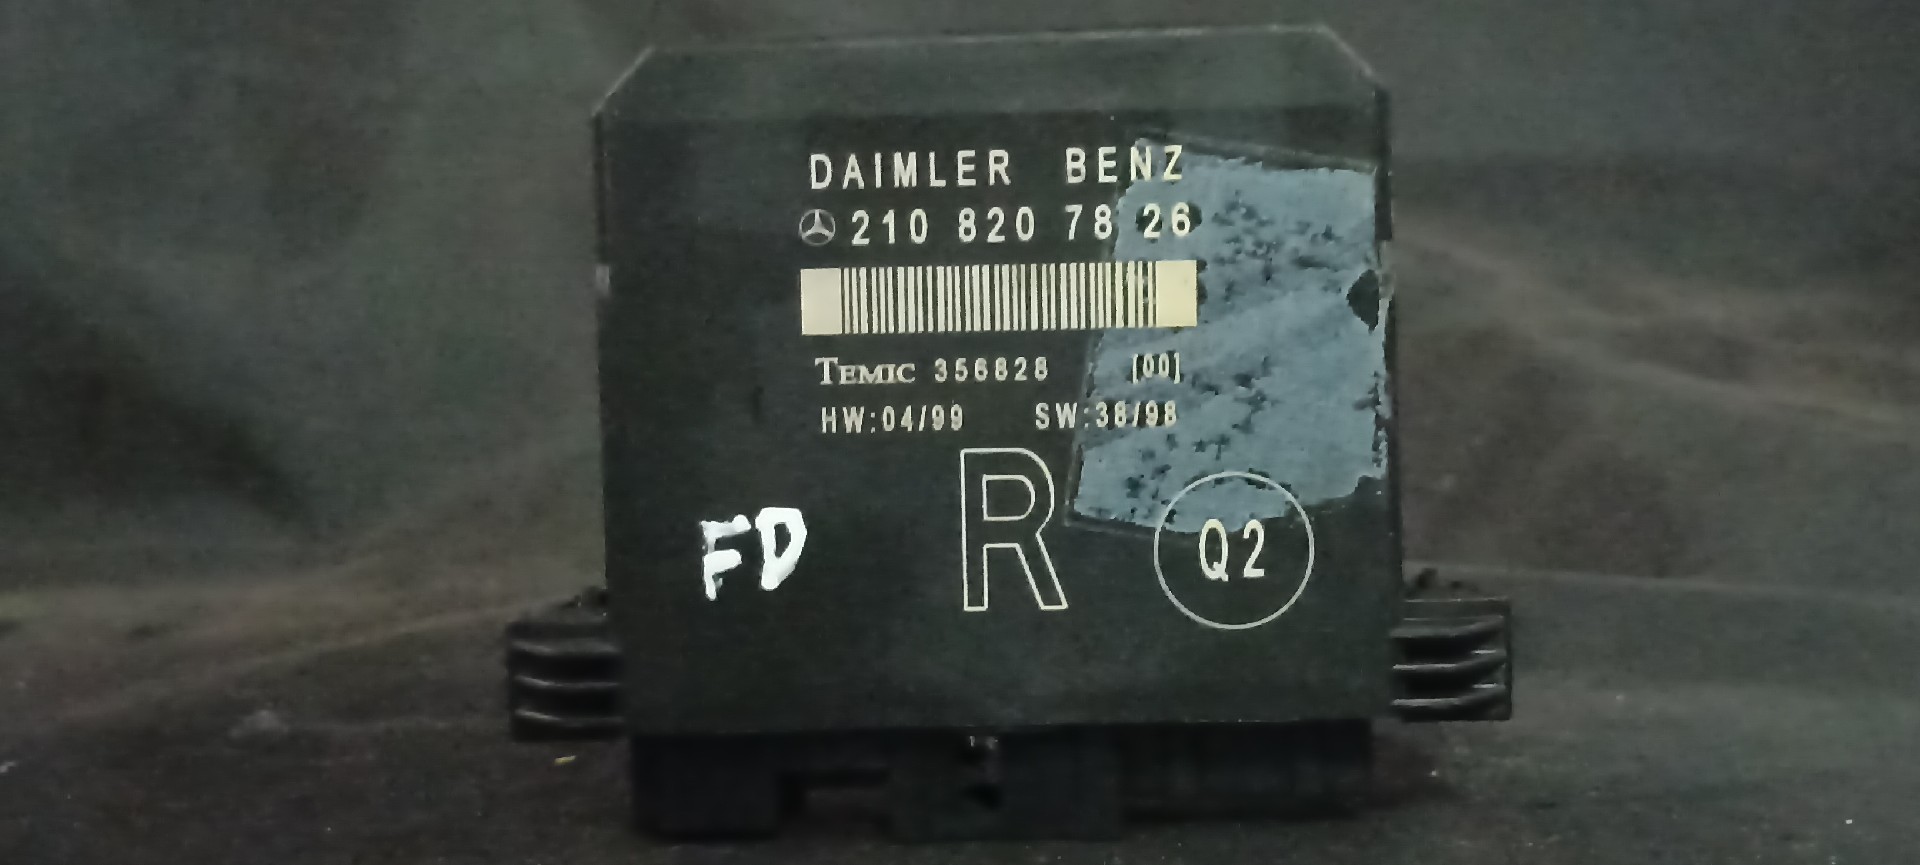 DAIMLER BENZ
210 820 78 26
TEMIC 356828 [00]
HW:04/99 SW:38/98
R
FD
Q2